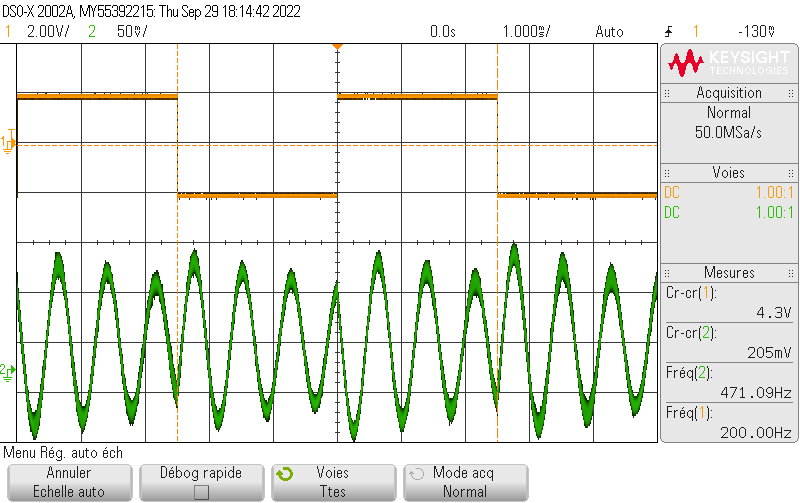 DSO-X 2002A, MY55392215: Thu Sep 29 18:14:42 2022
1 2.00V/ 2 50mV/ 0.0s 1.000ms/ Auto 1 -130mV
KEYSIGHT
TECHNOLOGIES
Acquisition
Normal
50.0MSa/s
Voies
DC 1.00:1
DC 1.00:1
Mesures
Cr-cr(1):
4.3V
Cr-cr(2):
205mV
Fréq(2):
471.09Hz
Fréq(1):
200.00Hz
1
T
2
Menu Rég. auto éch
Annuler
Echelle auto
Débog rapide
Voies
Ttes
Mode acq
Normal